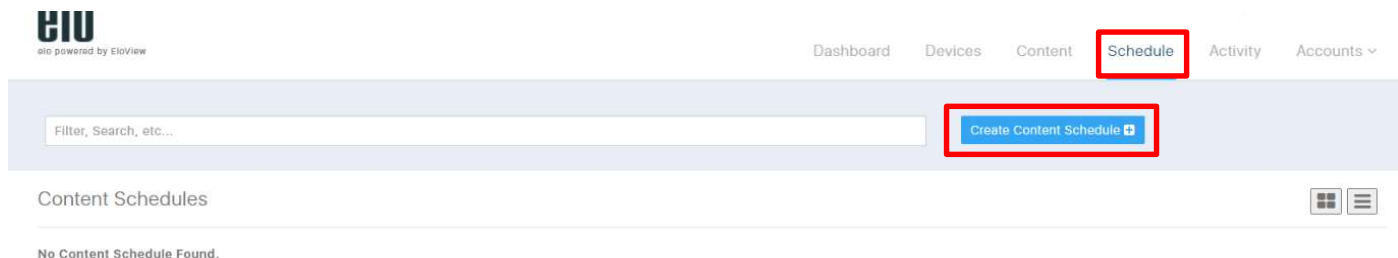 elo
elo powered by EloView
Dashboard Devices Content Schedule Activity Accounts
Filter, Search, etc...
Create Content Schedule
Content Schedules
No Content Schedule Found.